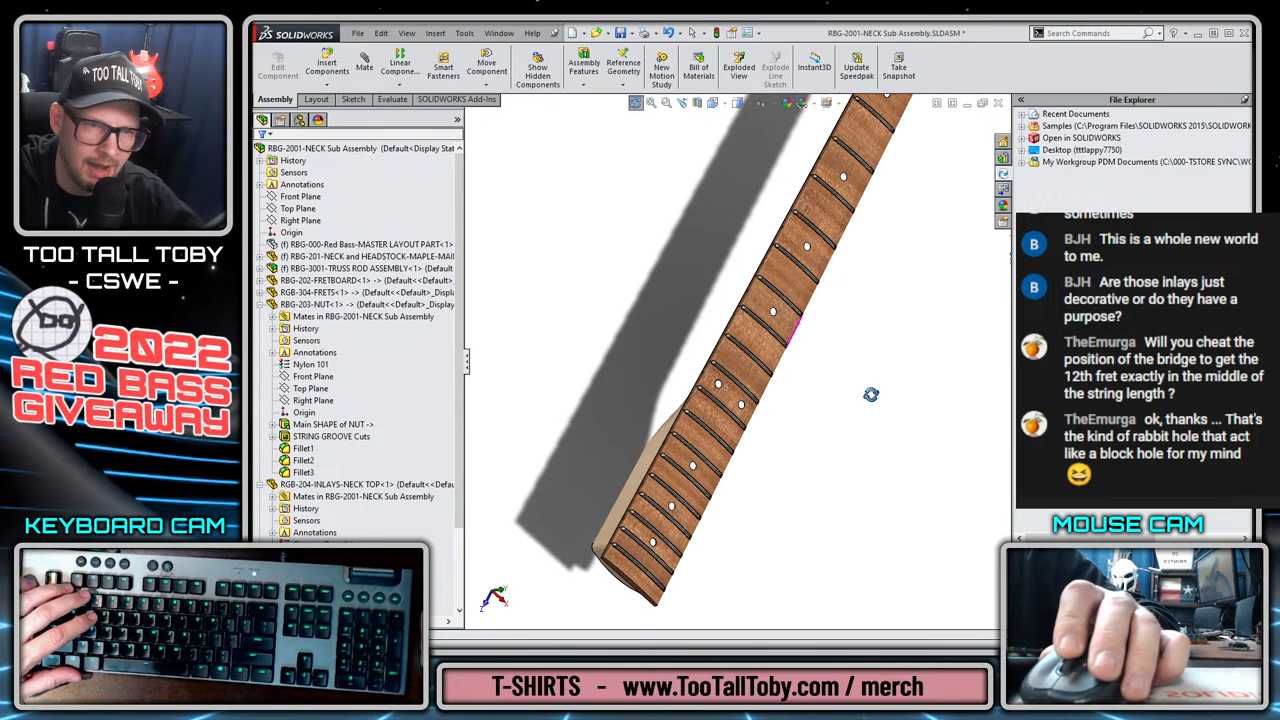 SOLIDWORKS File Edit View Insert Tools Window Help
RBG-2001-NECK Sub Assembly.SLDASM *
Search Commands
Edit Component
Insert Components
Mate
Linear Compone...
Smart Fasteners
Move Component
Show Hidden Components
Assembly Features
Reference Geometry
New Motion Study
Bill of Materials
Exploded View
Explode Line Sketch
Instant3D
Update Speedpak
Take Snapshot
Assembly Layout Sketch Evaluate SOLIDWORKS Add-Ins
File Explorer
Recent Documents
Samples (C:\Program Files\SOLIDWORKS 2015\SOLIDWORK
Open in SOLIDWORKS
Desktop (tttlappy7750)
My Workgroup PDM Documents (C:\000-TSTORE SYNC\WO
RBG-2001-NECK Sub Assembly (Default<Display Stat
History
Sensors
Annotations
Front Plane
Top Plane
Right Plane
Origin
(f) RBG-000-Red Bass-MASTER LAYOUT PART<1>
(f) RBG-201-NECK and HEADSTOCK-MAPLE-MAI
(f) RBG-3001-TRUSS ROD ASSEMBLY<1> (Default
RBG-202-FRETBOARD<1> -> (Default<<Default>
RGB-304-FRETS<1> -> (Default<<Default>_Display
RBG-203-NUT<1> -> (Default<<Default>_Display
Mates in RBG-2001-NECK Sub Assembly
History
Sensors
Annotations
Nylon 101
Front Plane
Top Plane
Right Plane
Origin
Main SHAPE of NUT ->
STRING GROOVE Cuts
Fillet1
Fillet2
Fillet3
RGB-204-INLAYS-NECK TOP<1> (Default<<Defau
Mates in RBG-2001-NECK Sub Assembly
History
Sensors
Annotations
TOO TALL TOBY
TOO TALL TOBY
- CSWE -
2022
RED BASS
GIVEAWAY
KEYBOARD CAM
sometimes
B BJH This is a whole new world
to me.
B BJH Are those inlays just
decorative or do they have a
purpose?
TheEmurga Will you cheat the
position of the bridge to get the
12th fret exactly in the middle of
the string length ?
TheEmurga ok, thanks ... That's
the kind of rabbit hole that act
like a block hole for my mind
MOUSE CAM
T-SHIRTS - www.TooTallToby.com / merch